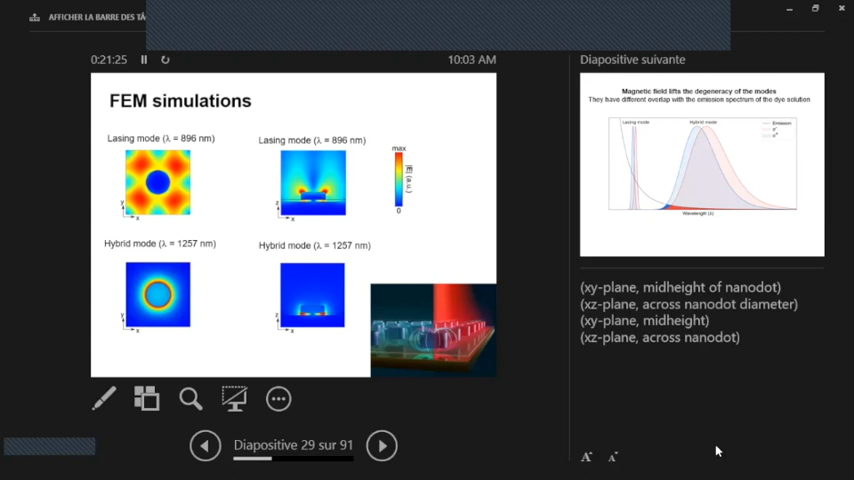 AFFICHER LA BARRE DES TÂ
0:21:25
10:03 AM
Diapositive suivante
FEM simulations
Lasing mode (λ = 896 nm)
Lasing mode (λ = 896 nm)
max
|E| (a.u.)
0
y
x
z
x
Hybrid mode (λ = 1257 nm)
Hybrid mode (λ = 1257 nm)
y
x
z
x
Magnetic field lifts the degeneracy of the modes
They have different overlap with the emission spectrum of the dye solution
Lasing mode
Hybrid mode
Emission
σ⁺
Wavelength (λ)
(xy-plane, midheight of nanodot)
(xz-plane, across nanodot diameter)
(xy-plane, midheight)
(xz-plane, across nanodot)
Diapositive 29 sur 91
A
A